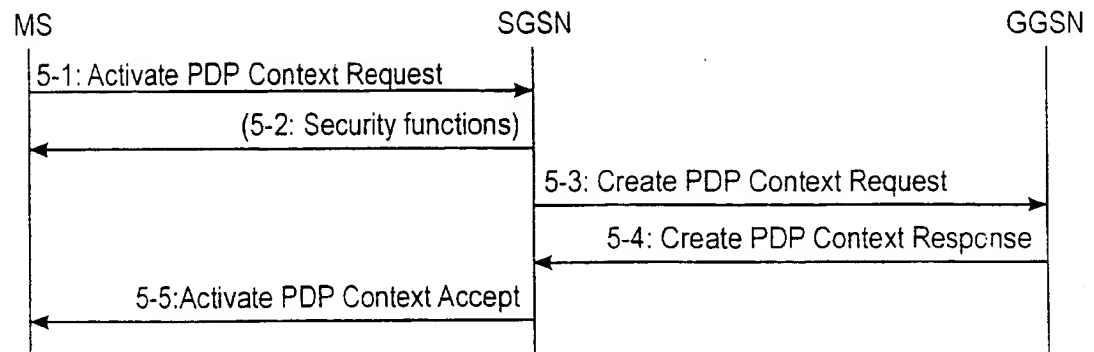 MS SGSN GGSN
5-1: Activate PDP Context Request
(5-2: Security functions)
5-3: Create PDP Context Request
5-4: Create PDP Context Response
5-5:Activate PDP Context Accept